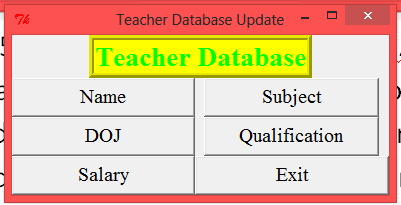 Teacher Database Update
Teacher Database
Name Subject
DOJ Qualification
Salary Exit